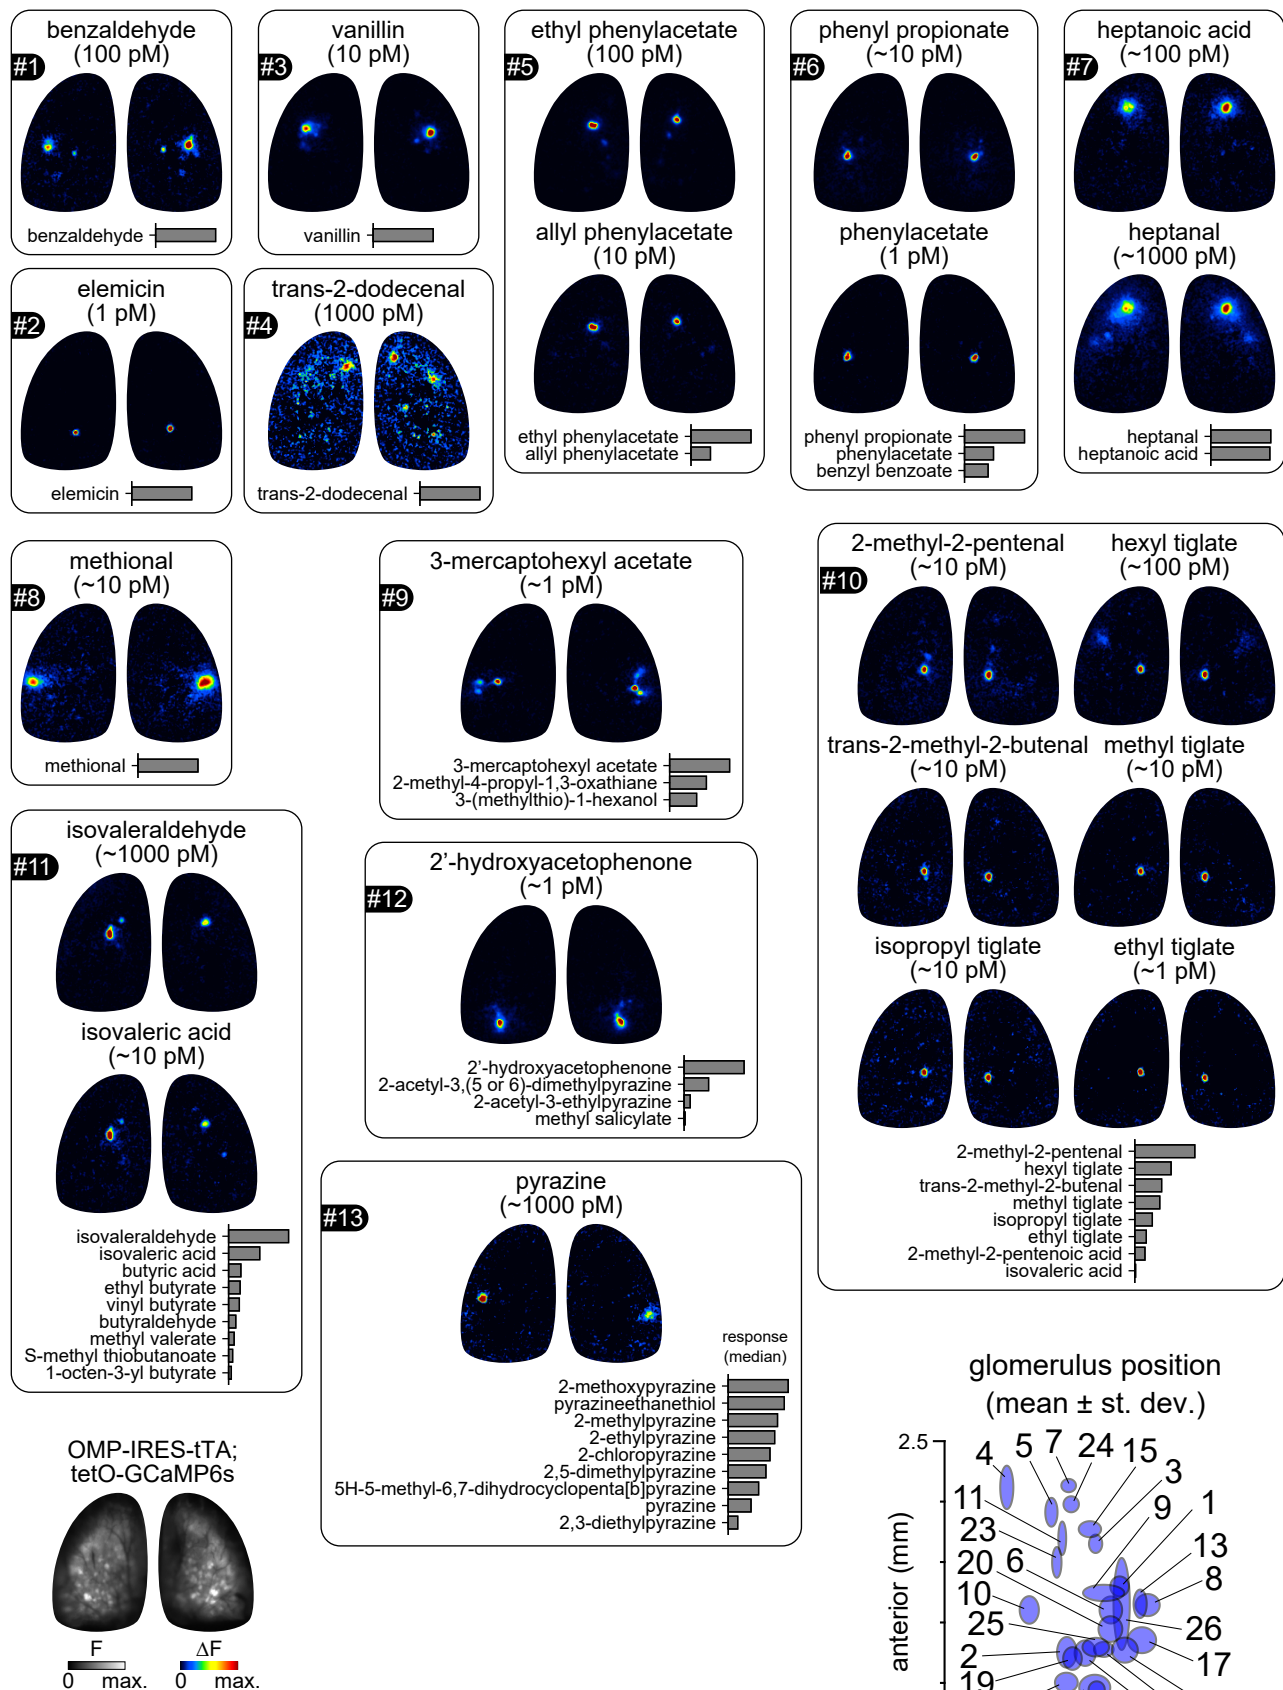 benzaldehyde
(100 pM)
#1
benzaldehyde
vanillin
(10 pM)
#3
vanillin
ethyl phenylacetate
(100 pM)
#5
allyl phenylacetate
(10 pM)
ethyl phenylacetate
allyl phenylacetate
phenyl propionate
(~10 pM)
#6
phenylacetate
(1 pM)
phenyl propionate
phenylacetate
benzyl benzoate
heptanoic acid
(~100 pM)
#7
heptanal
(~1000 pM)
heptanal
heptanoic acid
elemicin
(1 pM)
#2
elemicin
trans-2-dodecenal
(1000 pM)
#4
trans-2-dodecenal
methional
(~10 pM)
#8
methional
3-mercaptohexyl acetate
(~1 pM)
#9
3-mercaptohexyl acetate
2-methyl-4-propyl-1,3-oxathiane
3-(methylthio)-1-hexanol
2-methyl-2-pentenal
(~10 pM)
hexyl tiglate
(~100 pM)
#10
trans-2-methyl-2-butenal
(~10 pM)
methyl tiglate
(~10 pM)
isopropyl tiglate
(~10 pM)
ethyl tiglate
(~1 pM)
2-methyl-2-pentenal
hexyl tiglate
trans-2-methyl-2-butenal
methyl tiglate
isopropyl tiglate
ethyl tiglate
2-methyl-2-pentenoic acid
isovaleric acid
isovaleraldehyde
(~1000 pM)
#11
isovaleric acid
(~10 pM)
isovaleraldehyde
isovaleric acid
butyric acid
ethyl butyrate
vinyl butyrate
butyraldehyde
methyl valerate
S-methyl thiobutanoate
1-octen-3-yl butyrate
2'-hydroxyacetophenone
(~1 pM)
#12
2'-hydroxyacetophenone
2-acetyl-3,(5 or 6)-dimethylpyrazine
2-acetyl-3-ethylpyrazine
methyl salicylate
pyrazine
(~1000 pM)
#13
response
(median)
2-methoxypyrazine
pyrazineethanethiol
2-methylpyrazine
2-ethylpyrazine
2-chloropyrazine
2,5-dimethylpyrazine
5H-5-methyl-6,7-dihydrocyclopenta[b]pyrazine
pyrazine
2,3-diethylpyrazine
OMP-IRES-tTA;
tetO-GCaMP6s
F
0 max.
ΔF
0 max.
glomerulus position
(mean ± st. dev.)
2.5
anterior (mm)
4
5
7
24
15
3
11
9
1
23
13
20
6
8
10
25
26
2
17
19